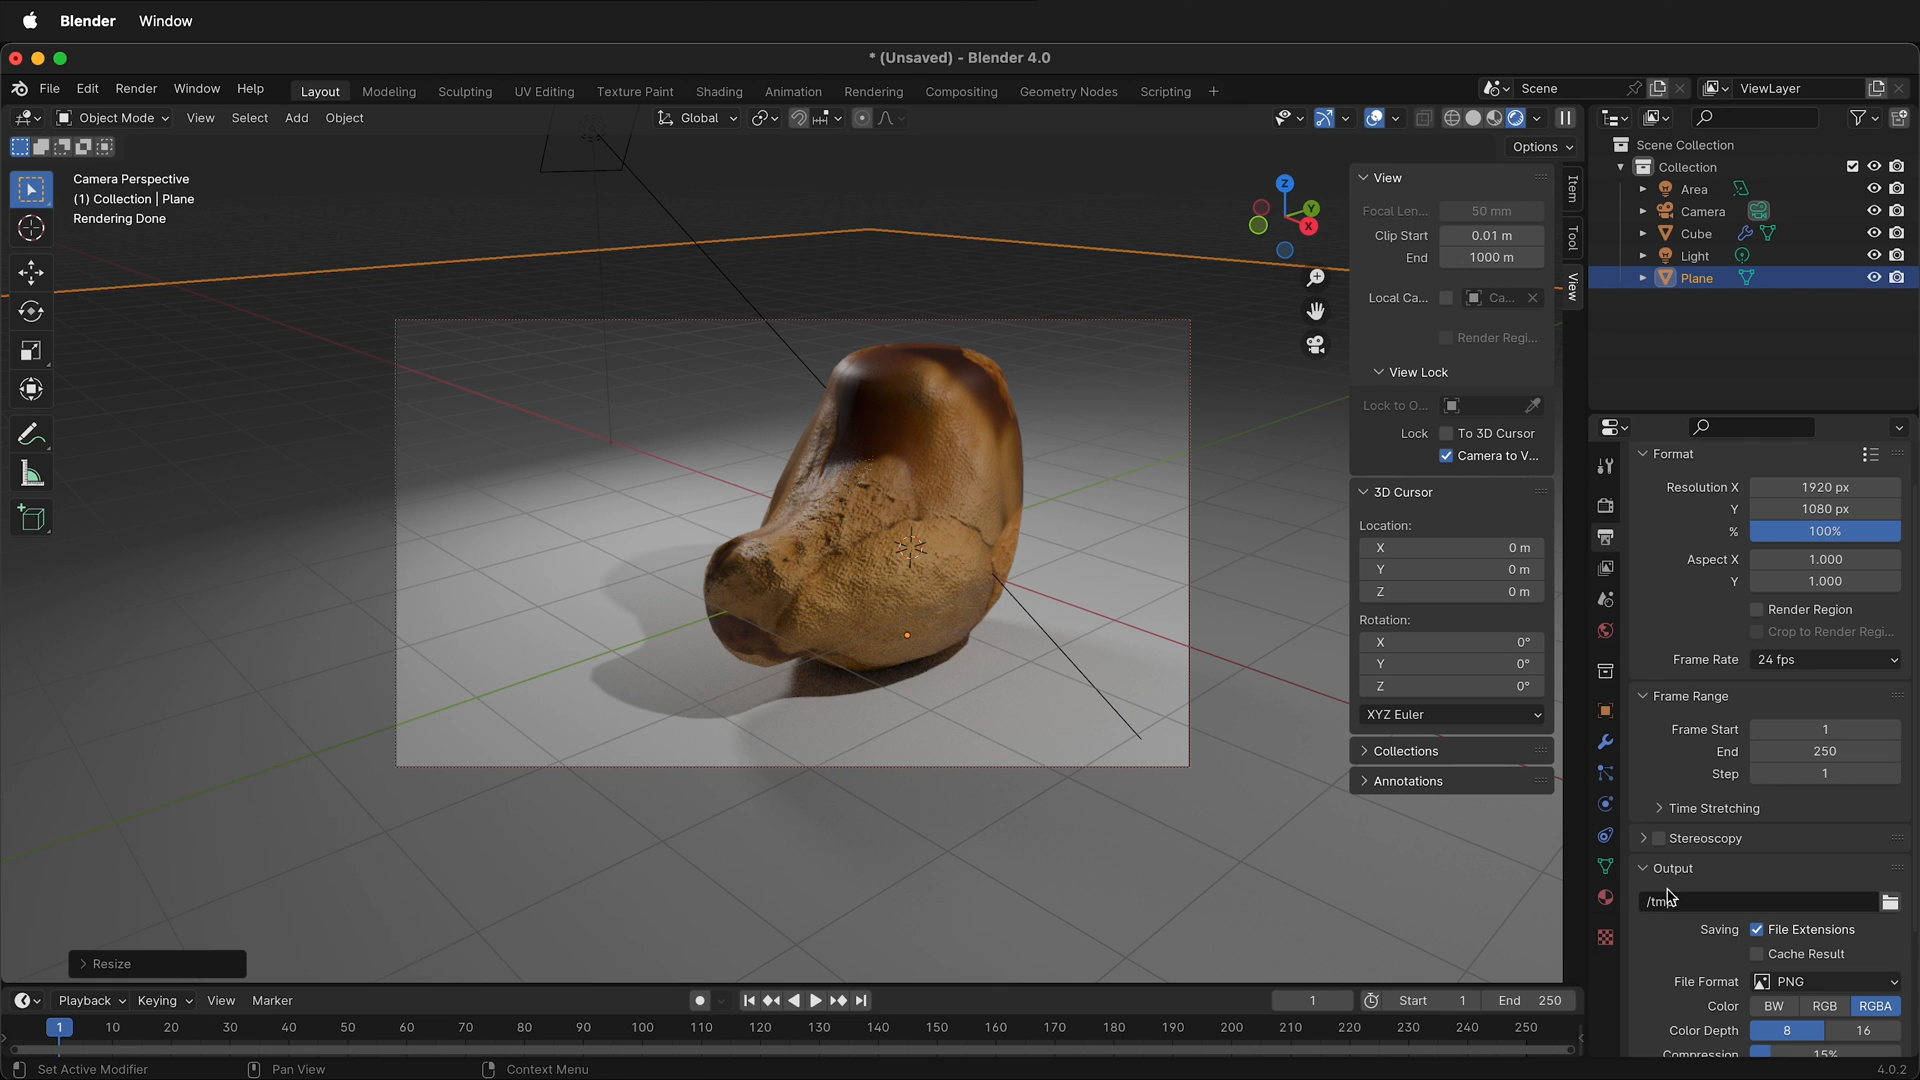 Blender Window
* (Unsaved) - Blender 4.0
File Edit Render Window Help
Layout Modeling Sculpting UV Editing Texture Paint Shading Animation Rendering Compositing Geometry Nodes Scripting +
Scene
ViewLayer
Object Mode View Select Add Object
Global
Options
Camera Perspective
(1) Collection | Plane
Rendering Done
Z
Y
X
View
Focal Len... 50 mm
Clip Start 0.01 m
End 1000 m
Local Ca... Ca...
Render Regi...
View Lock
Lock to O...
Lock To 3D Cursor
Camera to V...
3D Cursor
Location:
X 0 m
Y 0 m
Z 0 m
Rotation:
X 0°
Y 0°
Z 0°
XYZ Euler
Collections
Annotations
Item
Tool
View
Scene Collection
Collection
Area
Camera
Cube
Light
Plane
Format
Resolution X 1920 px
Y 1080 px
% 100%
Aspect X 1.000
Y 1.000
Render Region
Crop to Render Regi...
Frame Rate 24 fps
Frame Range
Frame Start 1
End 250
Step 1
Time Stretching
Stereoscopy
Output
Saving File Extensions
Cache Result
File Format PNG
Color BW RGB RGBA
Color Depth 8 16
Compression 15%
Resize
Playback Keying View Marker
1 Start 1 End 250
1 10 20 30 40 50 60 70 80 90 100 110 120 130 140 150 160 170 180 190 200 210 220 230 240 250
Set Active Modifier Pan View Context Menu
4.0.2